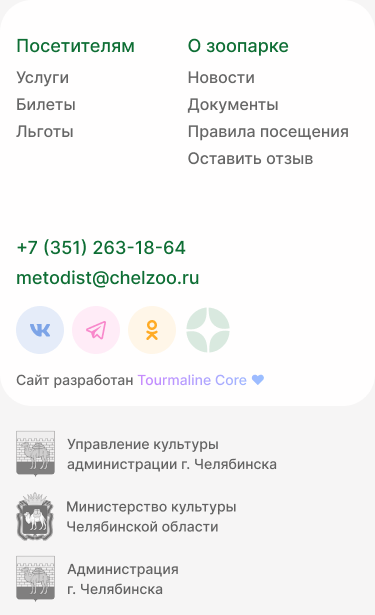 Посетителям
Услуги
Билеты
Льготы
О зоопарке
Новости
Документы
Правила посещения
Оставить отзыв
+7 (351) 263-18-64
metodist@chelzoo.ru
Сайт разработан Tourmaline Core 💙
Управление культуры
администрации г. Челябинска
Министерство культуры
Челябинской области
Администрация
г. Челябинска